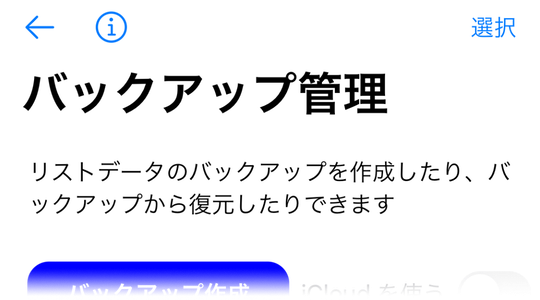 選択
バックアップ管理
リストデータのバックアップを作成したり、バ
ックアップから復元したりできます
バックアップ作成 iCloud を使う